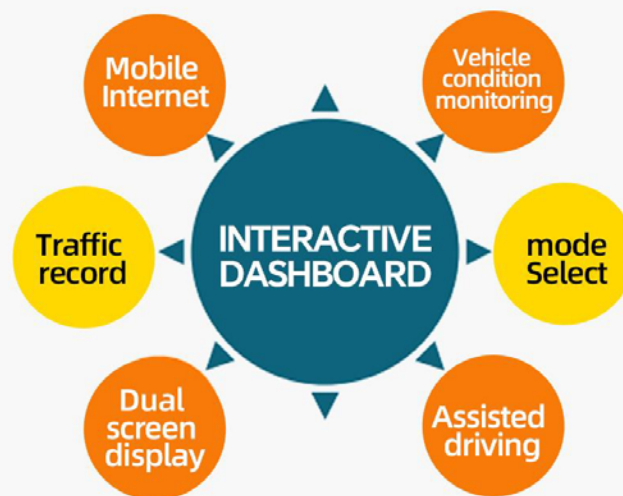 Mobile
Internet
Vehicle
condition
monitoring
Traffic
record
INTERACTIVE
DASHBOARD
mode
Select
Dual
screen
display
Assisted
driving